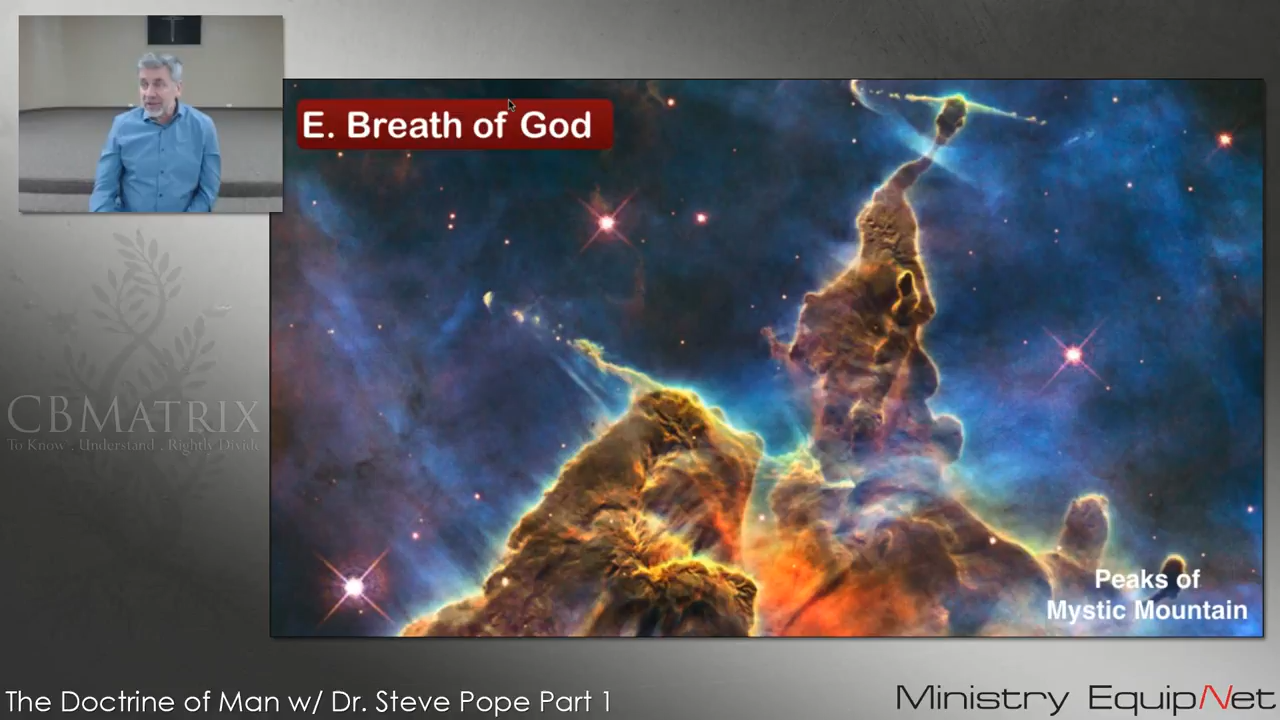 E. Breath of God
CBMATRIX
To Know . Understand . Rightly Divide
Peaks of
Mystic Mountain
The Doctrine of Man w/ Dr. Steve Pope Part 1
Ministry EquipNet